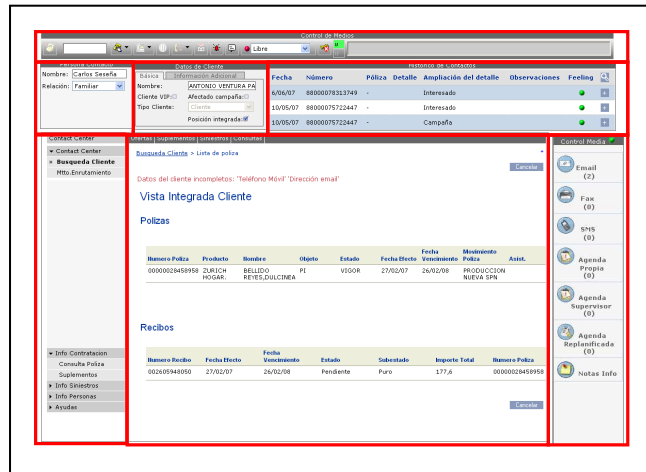 Control de Medios
Libre
Persona Contacto
Nombre: Carlos Seseña
Relación: Familiar
Datos de Cliente
Básica Información Adicional
Nombre: ANTONIO VENTURA PA
Cliente VIP: Afectado campaña:
Tipo Cliente: Cliente
Posición integrada:
Histórico de Contactos
Fecha Número Póliza Detalle Ampliación del detalle Observaciones Feeling
6/06/07 88000078313749 - Interesado
10/05/07 88000075722447 - Interesado
10/05/07 88000075722447 - Campaña
Contact Center
Contact Center
Busqueda Cliente
Mtto.Enrutamiento
Info Contratacion
Consulta Poliza
Suplementos
Info Siniestros
Info Personas
Ayudas
Ofertas Suplementos Siniestros Consultas
Busqueda Cliente > Lista de poliza
Cancelar
Datos del cliente incompletos: 'Teléfono Móvil' 'Dirección email'
Vista Integrada Cliente
Polizas
Numero Poliza Producto Nombre Objeto Estado Fecha Efecto Fecha Vencimiento Movimiento Poliza Asist.
00000028458958 ZURICH HOGAR. BELLIDO REYES,DULCINEA PI VIGOR 27/02/07 26/02/08 PRODUCCION NUEVA SPN
Recibos
Numero Recibo Fecha Efecto Fecha Vencimiento Estado Subestado Importe Total Numero Poliza
002605948050 27/02/07 26/02/08 Pendiente Puro 177,6 00000028458958
Cancelar
Control Media
Email
(2)
Fax
(0)
SMS
(0)
Agenda
Propia
(0)
Agenda
Supervisor
(0)
Agenda
Replanificada
(0)
Notas Info